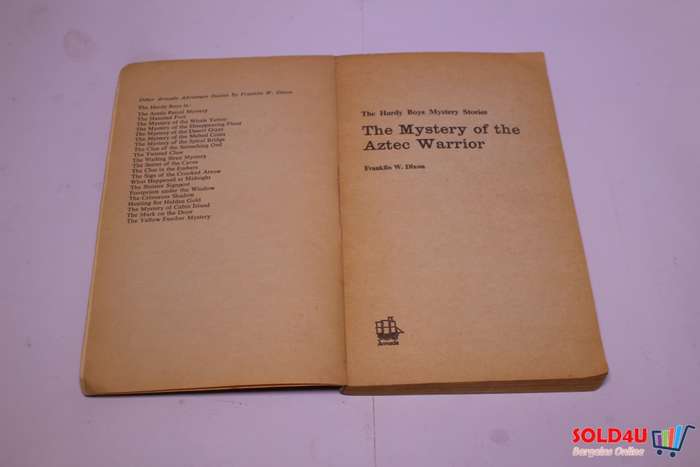 Other Armada Adventure Stories by Franklin W. Dixon
The Hardy Boys in:
The Arctic Patrol Mystery
The Haunted Fort
The Mystery of the Whale Tattoo
The Mystery of the Disappearing Floor
The Mystery of the Desert Giant
The Mystery of the Melted Coins
The Mystery of the Spiral Bridge
The Clue of the Screeching Owl
The Twisted Claw
The Wailing Siren Mystery
The Secret of the Caves
The Clue in the Embers
The Sign of the Crooked Arrow
What Happened at Midnight
The Sinister Signpost
Footprints under the Window
The Crisscross Shadow
Hunting for Hidden Gold
The Mystery of Cabin Island
The Mark on the Door
The Yellow Feather Mystery
The Hardy Boys Mystery Stories
The Mystery of the
Aztec Warrior
Franklin W. Dixon
Armada
SOLD4U
Bargains Online